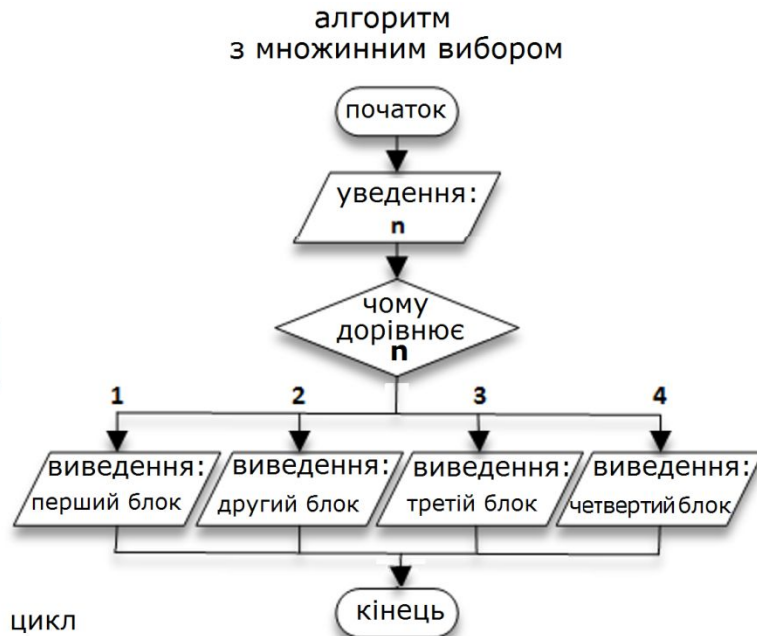 алгоритм
з множинним вибором
початок
уведення:
n
чому
дорівнює
n
1 2 3 4
виведення: виведення: виведення: виведення:
перший блок другий блок третій блок четвертий блок
кінець
цикл